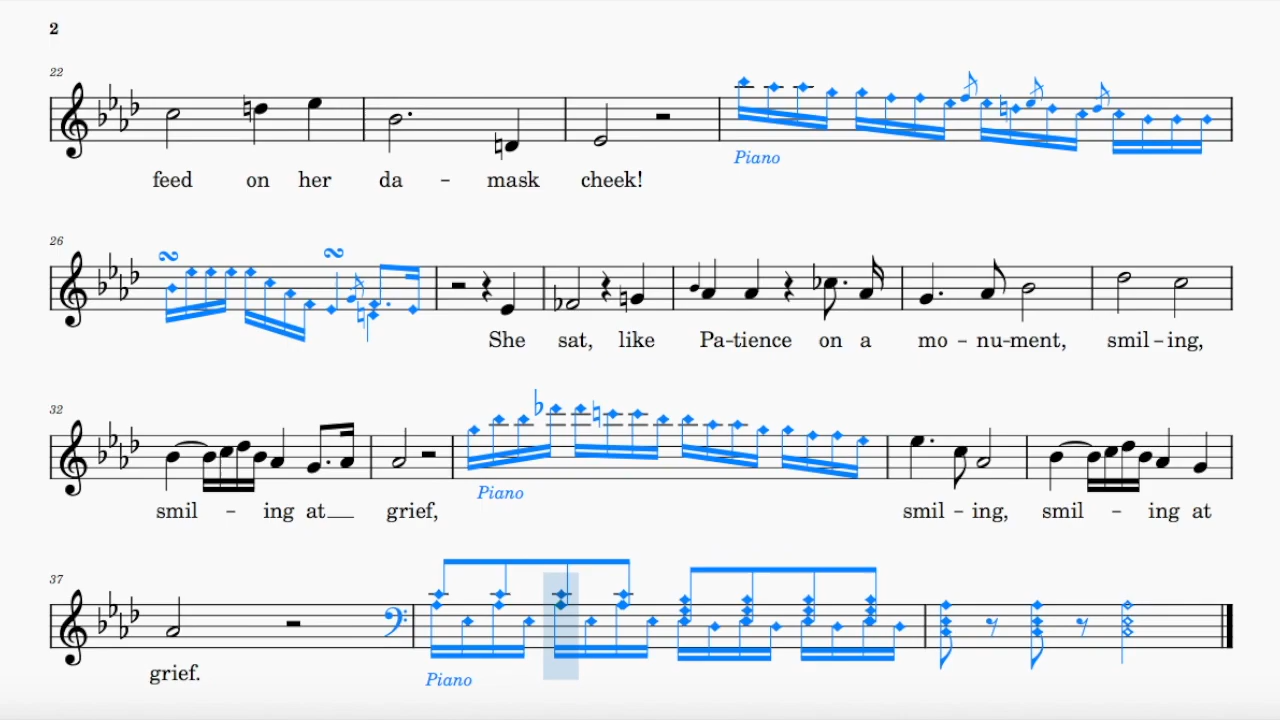 2
22
feed on her da – mask cheek!
Piano
26
She sat, like Pa-tience on a mo – nu-ment, smil – ing,
32
smil – ing at__ grief, smil – ing, smil – ing at
Piano
37
grief.
Piano